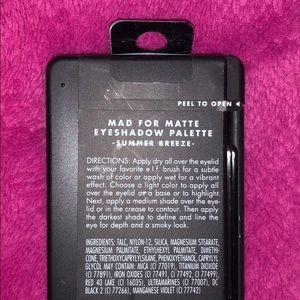 PEEL TO OPEN
MAD FOR MATTE
EYESHADOW PALETTE
-SUMMER BREEZE-
DIRECTIONS: Apply dry all over the eyelid
with your favorite e.l.f. brush for a subtle
wash of color or apply wet for a vibrant
effect. Choose a light color to apply all
over the eyelid as a base or to highlight.
Next, apply a medium shade over the eye-
lid or in the crease to contour. Then apply
the darkest shade to define and line the
eye for depth and a smoky look.
INGREDIENTS: TALC, NYLON-12, SILICA, MAGNESIUM STEARATE,
MAGNESIUM PALMITATE, ETHYLHEXYL PALMITATE, DIMETHI-
CONE, TRIETHOXYCAPRYLYLSILANE, PHENOXYETHANOL, CAPRYLYL
GLYCOL MAY CONTAIN: MICA (CI 77019), TITANIUM DIOXIDE
(CI 77891), IRON OXIDES (CI 77491, CI 77492, CI 77499),
RED 40 LAKE (CI 16035), ULTRAMARINES (CI 77007), DC
BLACK 2 (CI 77266), MANGANESE VIOLET (CI 77742)